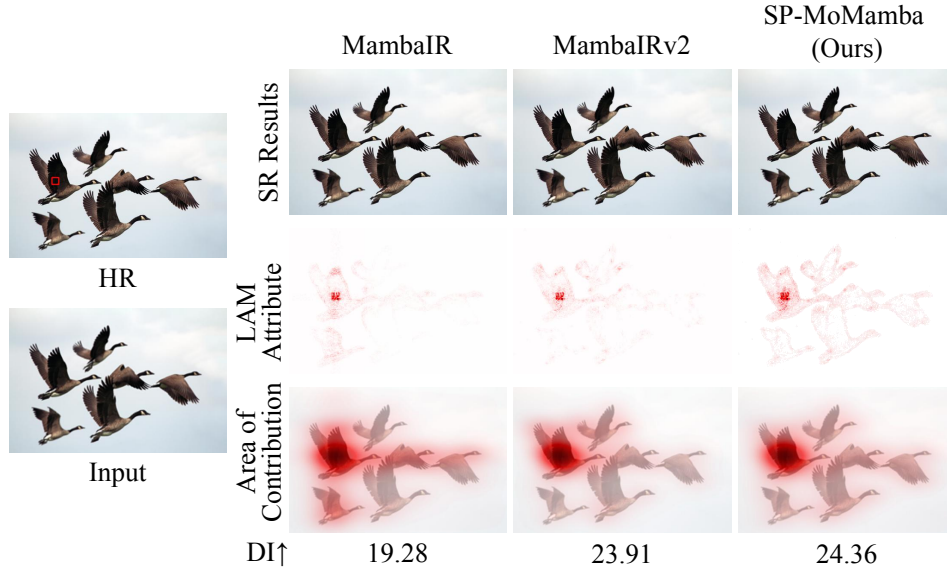 MambaIR
MambaIRv2
SP-MoMamba
(Ours)
SR Results
HR
LAM
Attribute
Input
Area of
Contribution
DI↑
19.28
23.91
24.36